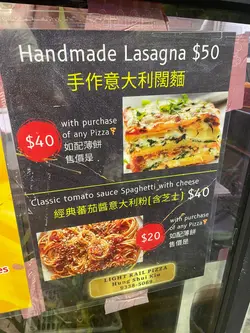 Handmade Lasagna $50
手作意大利闊麵
$40
with purchase
of any Pizza
如配薄餅
售價是
Classic tomato sauce Spaghetti with cheese
經典蕃茄醬意大利粉(含芝士) $40
with purchase
of any Pizza
如配薄餅
售價是
$20
LIGHT RAIL PIZZA
Hung Shui Kiu